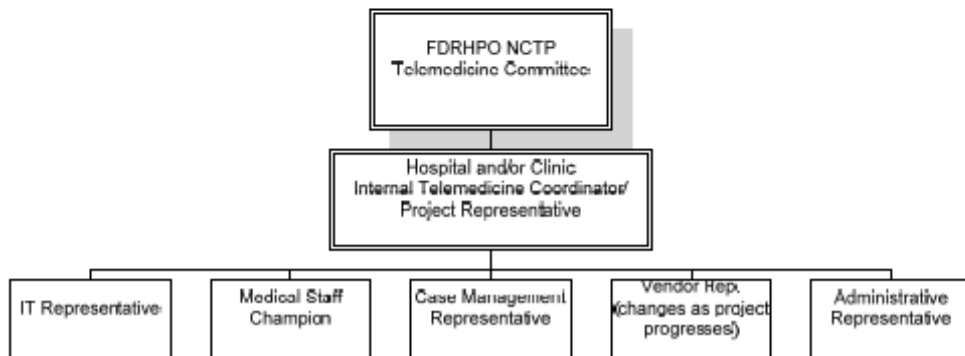 FDRHPO NCTP
Telemedicine Committee
Hospital and/or Clinic
Internal Telemedicine Coordinator/
Project Representative
IT Representative
Medical Staff
Champion
Case Management
Representative
Vendor Rep.
(changes as project
progresses)
Administrative
Representative